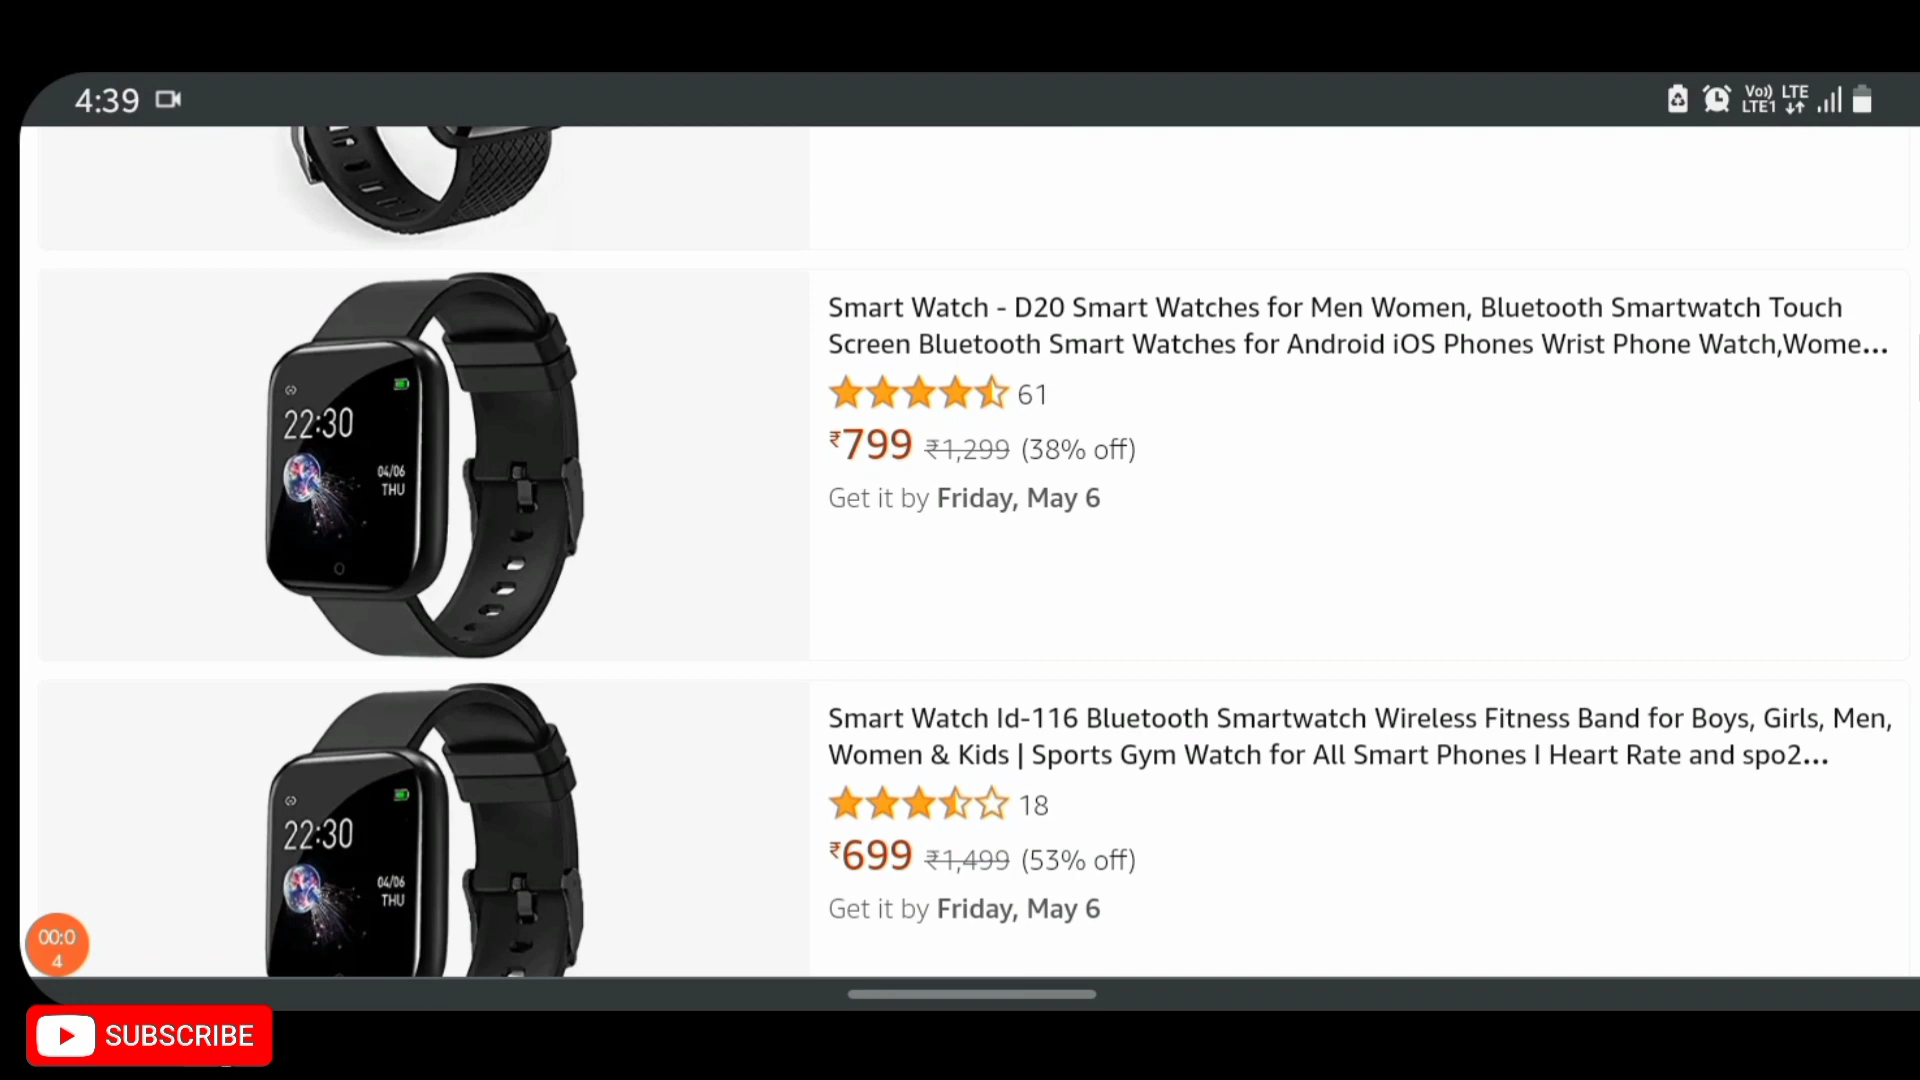 4:39
Vo)) LTE
LTE1
22:30
04/06
THU
Smart Watch - D20 Smart Watches for Men Women, Bluetooth Smartwatch Touch
Screen Bluetooth Smart Watches for Android iOS Phones Wrist Phone Watch,Wome...
61
₹799 ₹1,299 (38% off)
Get it by Friday, May 6
22:30
04/06
THU
Smart Watch Id-116 Bluetooth Smartwatch Wireless Fitness Band for Boys, Girls, Men,
Women & Kids | Sports Gym Watch for All Smart Phones I Heart Rate and spo2...
18
₹699 ₹1,499 (53% off)
Get it by Friday, May 6
00:0
4
SUBSCRIBE